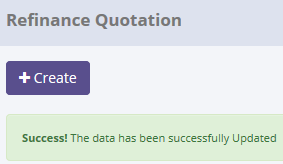 Refinance Quotation
+ Create
Success! The data has been successfully Updated